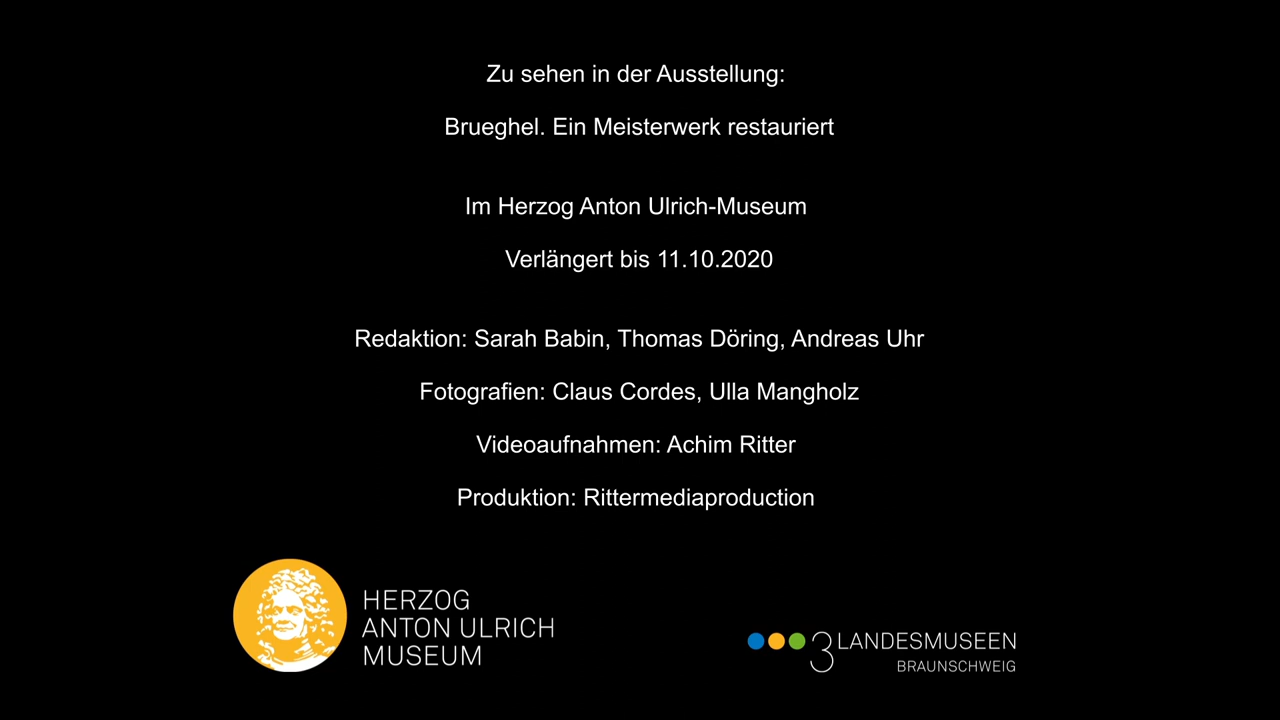 Zu sehen in der Ausstellung:
Brueghel. Ein Meisterwerk restauriert
Im Herzog Anton Ulrich-Museum
Verlängert bis 11.10.2020
Redaktion: Sarah Babin, Thomas Döring, Andreas Uhr
Fotografien: Claus Cordes, Ulla Mangholz
Videoaufnahmen: Achim Ritter
Produktion: Rittermediaproduction
HERZOG
ANTON ULRICH
MUSEUM
3 LANDESMUSEEN
BRAUNSCHWEIG